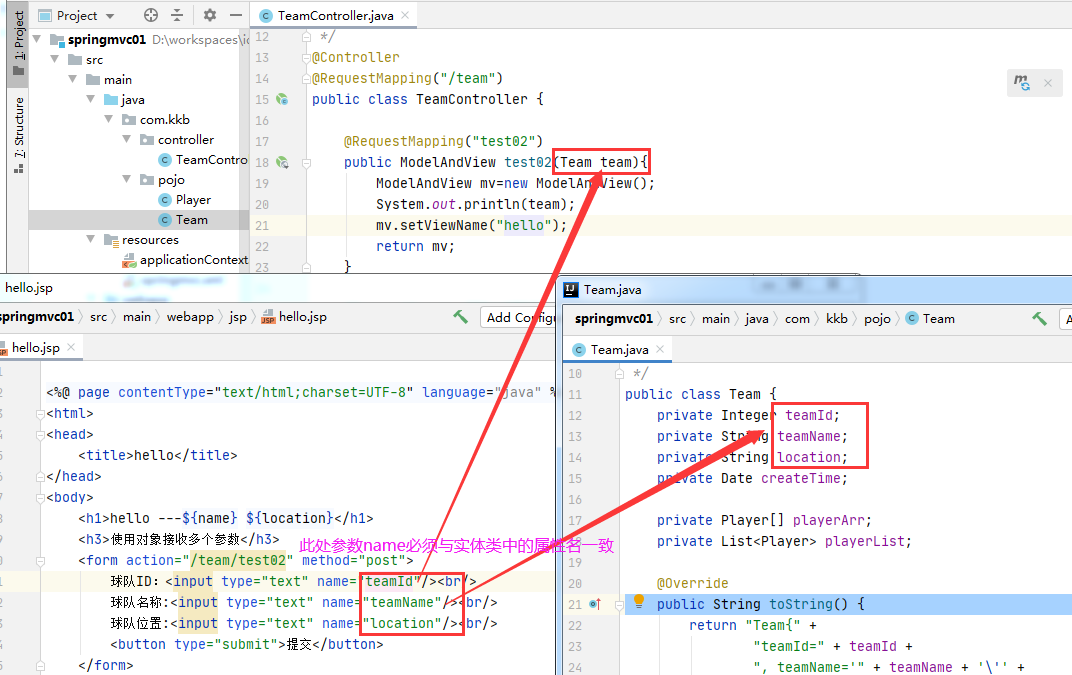 1: Project
7: Structure
Project
TeamController.java
springmvc01 D:\workspaces\
src
main
java
com.kkb
controller
TeamContro
pojo
Player
Team
resources
applicationContext
12 */
13 @Controller
14 @RequestMapping("/team")
15 public class TeamController {
16
17 @RequestMapping("test02")
18 public ModelAndView test02(Team team){
19 ModelAndView mv=new ModelAndView();
20 System.out.println(team);
21 mv.setViewName("hello");
22 return mv;
23 }
hello.jsp
springmvc01 src main webapp jsp hello.jsp
Add Configu
hello.jsp
<%@ page contentType="text/html;charset=UTF-8" language="java" %
<html>
<head>
<title>hello</title>
</head>
<body>
<h1>hello ---${name} ${location}</h1>
<h3>使用对象接收多个参数</h3>
<form action="/team/test02" method="post">
球队ID：<input type="text" name="teamId"/><br/>
球队名称:<input type="text" name="teamName"/><br/>
球队位置:<input type="text" name="location"/><br/>
<button type="submit">提交</button>
</form>
此处参数name必须与实体类中的属性名一致
Team.java
springmvc01 src main java com kkb pojo Team
A
Team.java
10 */
11 public class Team {
12 private Integer teamId;
13 private String teamName;
14 private String location;
15 private Date createTime;
16
17 private Player[] playerArr;
18 private List<Player> playerList;
19
20 @Override
21 public String toString() {
22 return "Team{" +
23 "teamId=" + teamId +
24 ", teamName='" + teamName + '\'' +